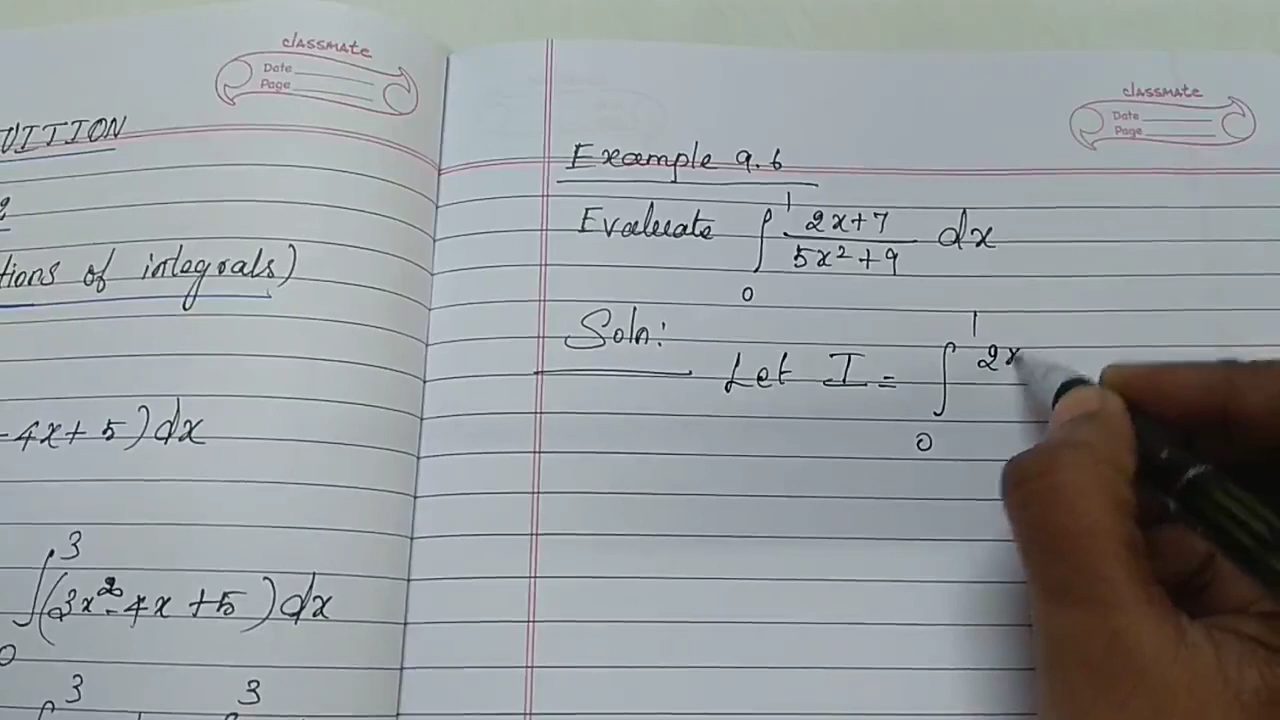 classmate
Date
Page
UITION
2
tions of integrals)
-4x+5)dx
3
∫(3x²-4x+5)dx
0
3 3
classmate
Date
Page
Example 9.6
Evaluate ∫₀¹ (2x+7)/(5x²+9) dx
Soln:
Let I = ∫₀¹ 2x